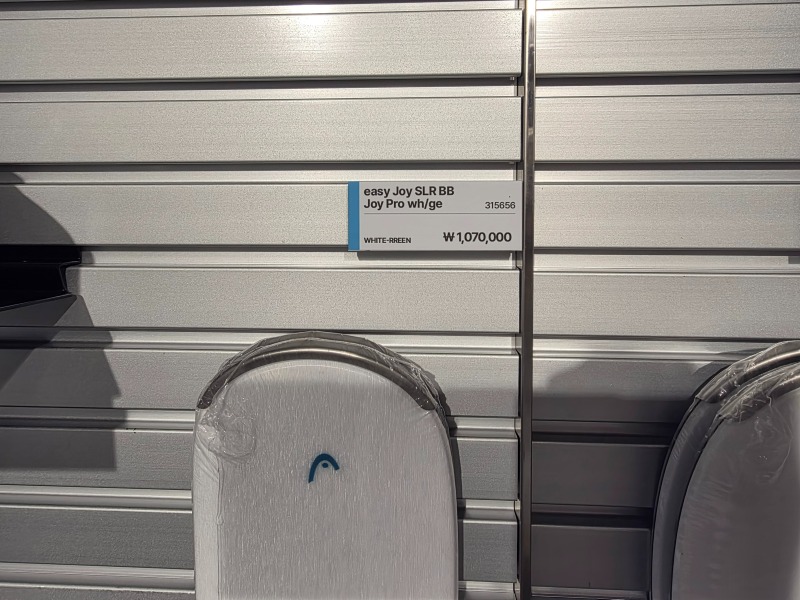 easy Joy SLR BB
Joy Pro wh/ge 315656
WHITE-RREEN ₩1,070,000